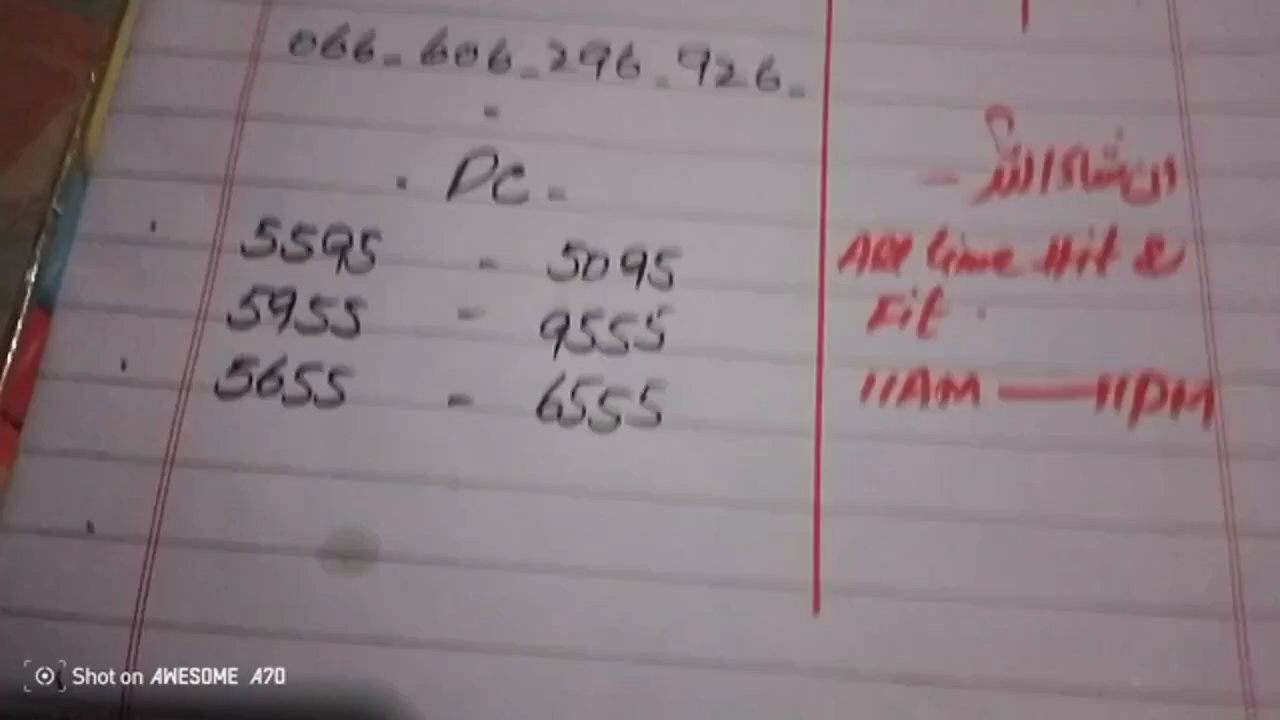 066 - 606 - 296 - 926 -
. PC -
5595 - 5095
5955 - 9555
5655 - 6555
ان شاء اللہ -
All time Hit &
Fit .
11AM — 11PM
Shot on AWESOME A70